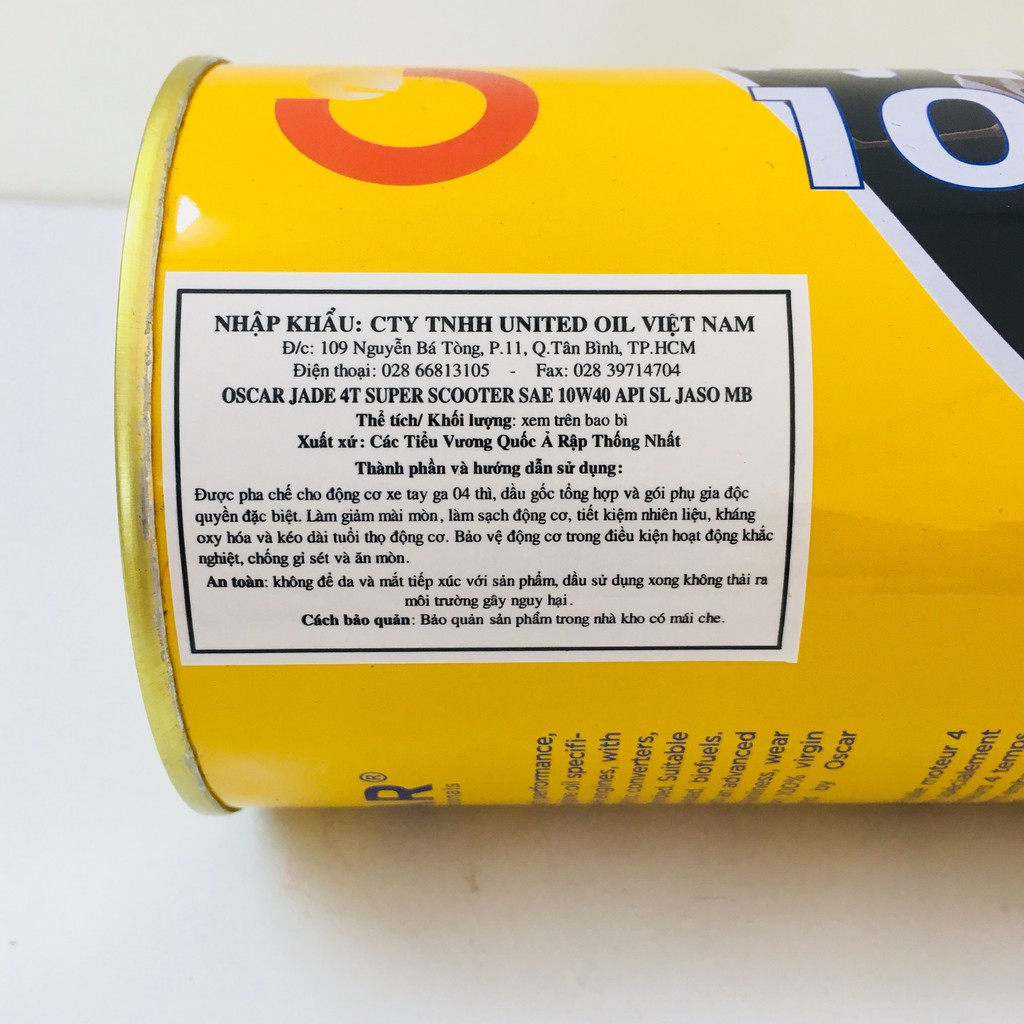 10
NHẬP KHẨU: CTY TNHH UNITED OIL VIỆT NAM
Đ/c: 109 Nguyễn Bá Tòng, P.11, Q.Tân Bình, TP.HCM
Điện thoại: 028 66813105 - Fax: 028 39714704
OSCAR JADE 4T SUPER SCOOTER SAE 10W40 API SL JASO MB
Thể tích/ Khối lượng: xem trên bao bì
Xuất xứ: Các Tiểu Vương Quốc Ả Rập Thống Nhất
Thành phần và hướng dẫn sử dụng:
Được pha chế cho động cơ xe tay ga 04 thì, dầu gốc tổng hợp và gói phụ gia độc
quyền đặc biệt. Làm giảm mài mòn, làm sạch động cơ, tiết kiệm nhiên liệu, kháng
oxy hóa và kéo dài tuổi thọ động cơ. Bảo vệ động cơ trong điều kiện hoạt động khắc
nghiệt, chống gỉ sét và ăn mòn.
An toàn: không để da và mắt tiếp xúc với sản phẩm, dầu sử dụng xong không thải ra
môi trường gây nguy hại.
Cách bảo quản: Bảo quản sản phẩm trong nhà kho có mái che.
R®
performance,
oil specifi-
engines, with
converters,
Suitable
biofuels.
advanced
wear
100% virgin
by Oscar
moteur 4
4 temps